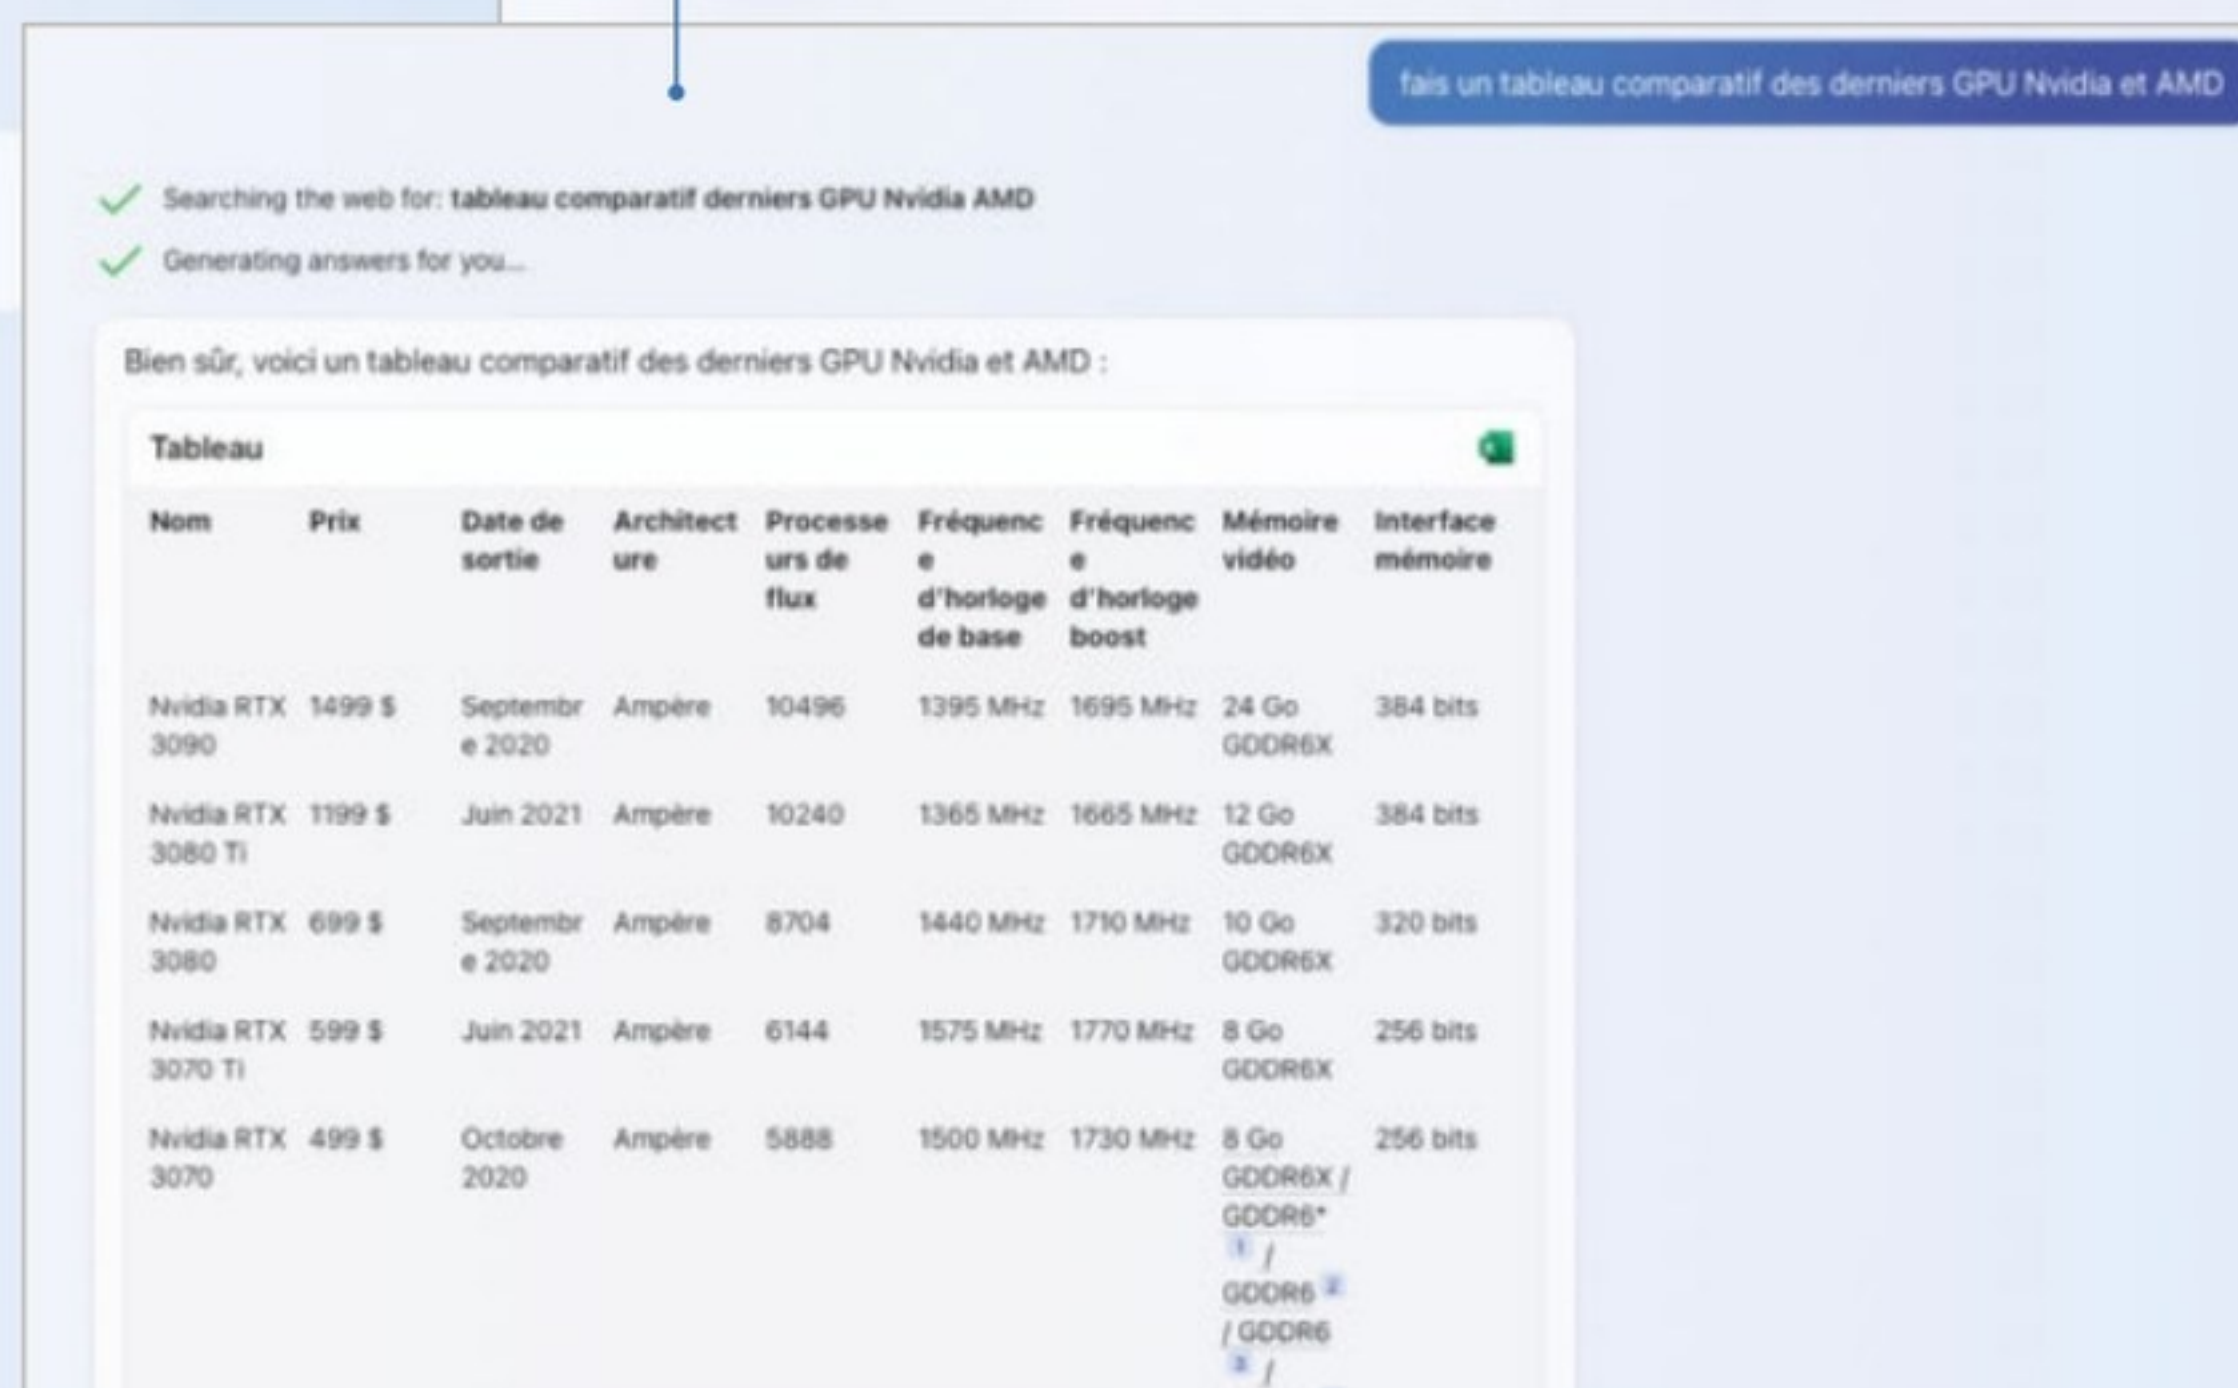 fais un tableau comparatif des derniers GPU Nvidia et AMD
Searching the web for: tableau comparatif derniers GPU Nvidia AMD
Generating answers for you...
Bien sûr, voici un tableau comparatif des derniers GPU Nvidia et AMD :
Tableau
Nom Prix Date de Architect Processe Fréquenc Fréquenc Mémoire Interface
sortie ure urs de e e vidéo mémoire
flux d'horloge d'horloge
de base boost
Nvidia RTX 1499 $ Septembr Ampère 10496 1395 MHz 1695 MHz 24 Go 384 bits
3090 e 2020 GDDR6X
Nvidia RTX 1199 $ Juin 2021 Ampère 10240 1365 MHz 1665 MHz 12 Go 384 bits
3080 Ti GDDR6X
Nvidia RTX 699 $ Septembr Ampère 8704 1440 MHz 1710 MHz 10 Go 320 bits
3080 e 2020 GDDR6X
Nvidia RTX 599 $ Juin 2021 Ampère 6144 1575 MHz 1770 MHz 8 Go 256 bits
3070 Ti GDDR6X
Nvidia RTX 499 $ Octobre Ampère 5888 1500 MHz 1730 MHz 8 Go 256 bits
3070 2020 GDDR6X /
GDDR6*
1 /
GDDR6 2
/ GDDR6
3 /